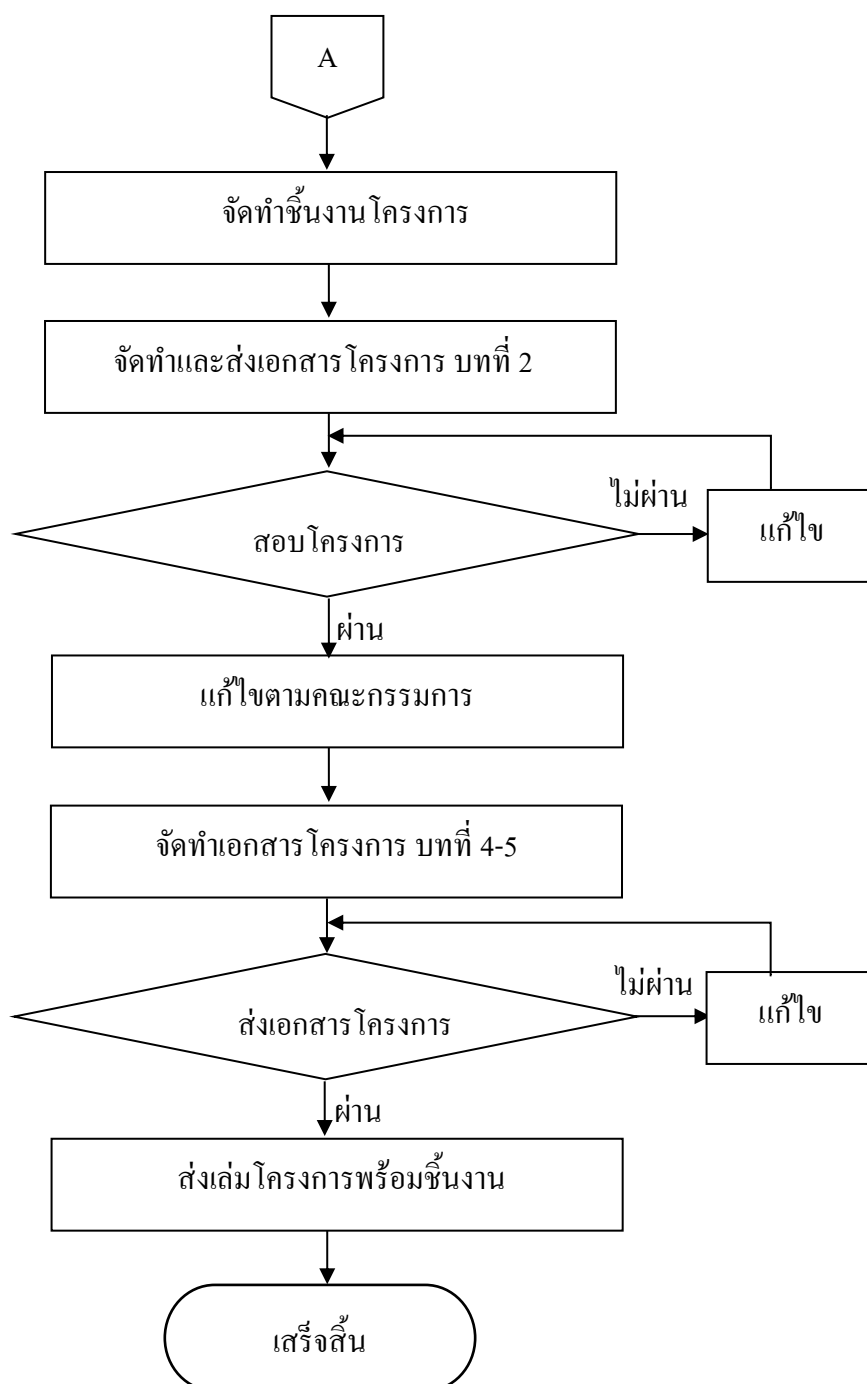 A
จัดทำชิ้นงานโครงการ
จัดทำและส่งเอกสารโครงการ บทที่ 2
สอบโครงการ
ไม่ผ่าน
แก้ไข
ผ่าน
แก้ไขตามคณะกรรมการ
จัดทำเอกสารโครงการ บทที่ 4-5
ส่งเอกสารโครงการ
ไม่ผ่าน
แก้ไข
ผ่าน
ส่งเล่มโครงการพร้อมชิ้นงาน
เสร็จสิ้น